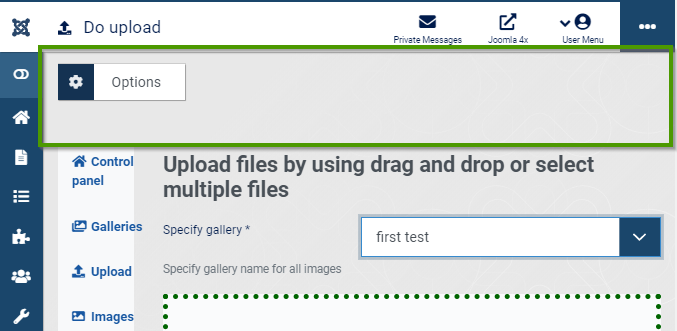 Do upload
Private Messages
Joomla 4x
User Menu
Options
Control
panel
Galleries
Upload
Images
Upload files by using drag and drop or select
multiple files
Specify gallery *
first test
Specify gallery name for all images